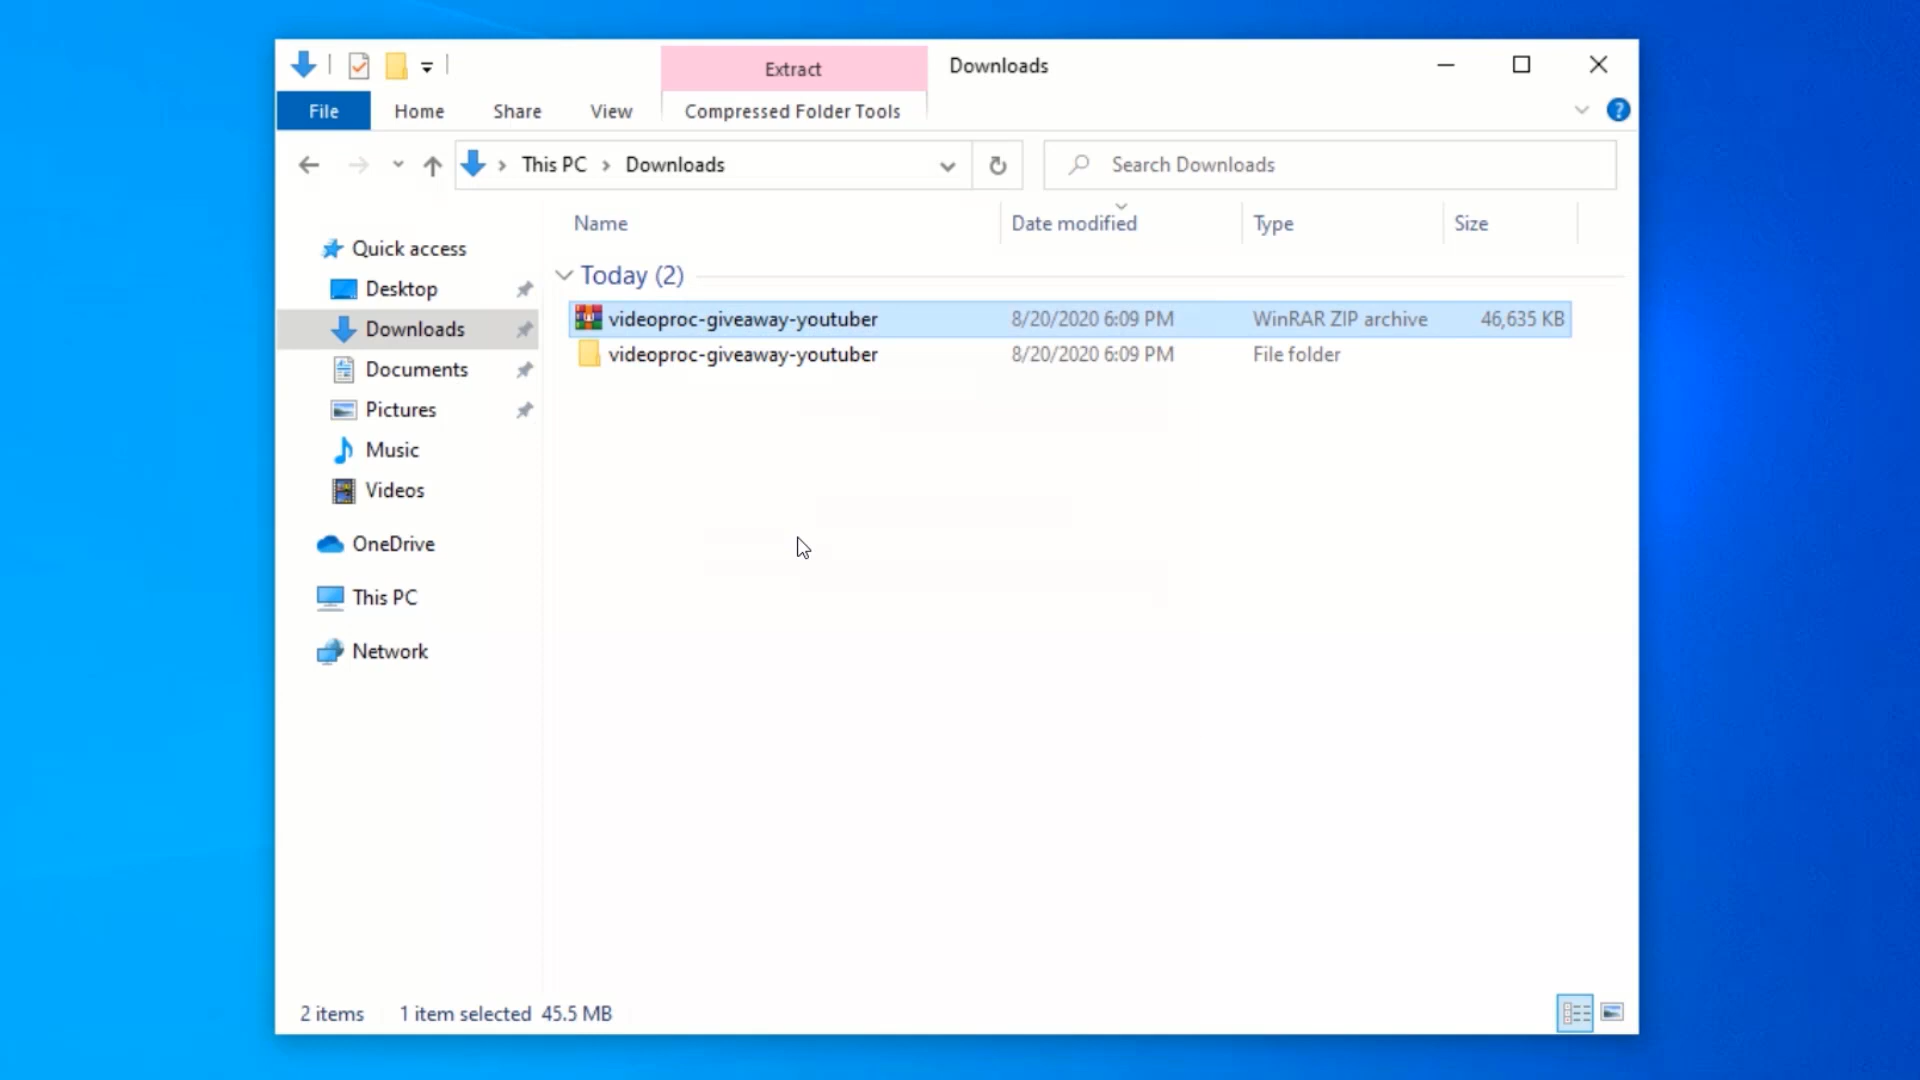 Extract
Downloads
File
Home
Share
View
Compressed Folder Tools
?
This PC
Downloads
Search Downloads
Name
Date modified
Type
Size
Quick access
Desktop
Downloads
Documents
Pictures
Music
Videos
OneDrive
This PC
Network
Today (2)
videoproc-giveaway-youtuber 8/20/2020 6:09 PM WinRAR ZIP archive 46,635 KB
videoproc-giveaway-youtuber 8/20/2020 6:09 PM File folder
2 items 1 item selected 45.5 MB